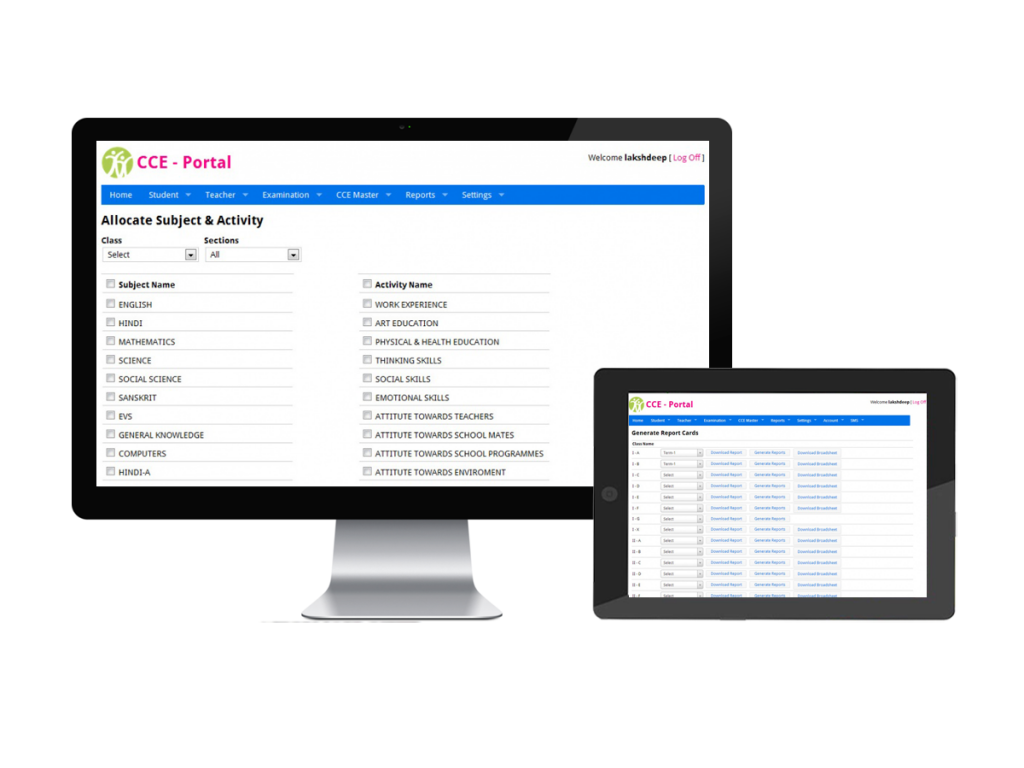 CCE - Portal
Welcome lakshdeep [ Log Off ]
Home Student Teacher Examination CCE Master Reports Settings
Allocate Subject & Activity
Class Sections
Select All
Subject Name Activity Name
ENGLISH WORK EXPERIENCE
HINDI ART EDUCATION
MATHEMATICS PHYSICAL & HEALTH EDUCATION
SCIENCE THINKING SKILLS
SOCIAL SCIENCE SOCIAL SKILLS
SANSKRIT EMOTIONAL SKILLS
EVS ATTITUTE TOWARDS TEACHERS
GENERAL KNOWLEDGE ATTITUTE TOWARDS SCHOOL MATES
COMPUTERS ATTITUTE TOWARDS SCHOOL PROGRAMMES
HINDI-A ATTITUTE TOWARDS ENVIROMENT
CCE - Portal
Welcome lakshdeep [ Log Off
Home Student Teacher Examination CCE Master Reports Settings Account SMS
Generate Report Cards
Class Name
I - A Term 1 Download Report Generate Reports Download BroadSheet
I - B Term 1 Download Report Generate Reports Download BroadSheet
I - C Select Download Report Generate Reports Download BroadSheet
I - D Select Download Report Generate Reports Download BroadSheet
I - E Select Download Report Generate Reports Download BroadSheet
I - F Select Download Report Generate Reports Download BroadSheet
I - G Select Download Report Generate Reports
Select Download Report Generate Reports Download BroadSheet
II - A Select Download Report Generate Reports Download BroadSheet
II - B Select Download Report Generate Reports Download BroadSheet
II - C Select Download Report Generate Reports Download BroadSheet
II - D Select Download Report Generate Reports Download BroadSheet
II - E Select Download Report Generate Reports Download BroadSheet
II - F Select Download Report Generate Reports Download BroadSheet